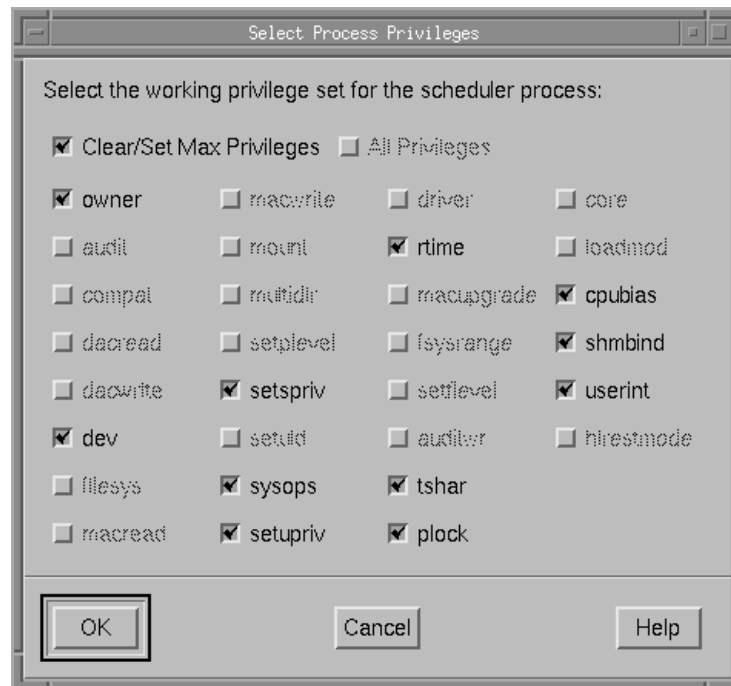 Select Process Privileges
Select the working privilege set for the scheduler process:
Clear/Set Max Privileges All Privileges
owner macwrite driver core
audit mount rtime loadmod
compat multidir macupgrade cpubias
dacread setplevel fsysrange shmbind
dacwrite setspriv setflevel userint
dev setuid auditwr hirestmode
filesys sysops tshar
macread setupriv plock
OK Cancel Help